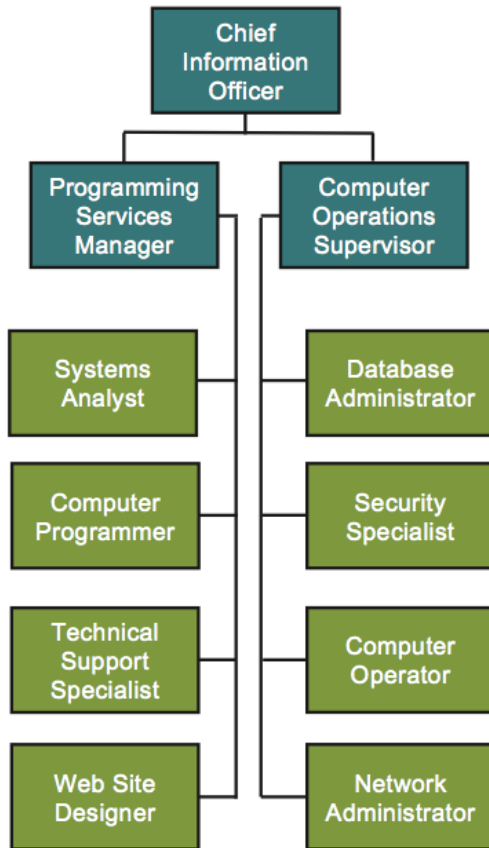 Chief
Information
Officer
Programming
Services
Manager
Computer
Operations
Supervisor
Systems
Analyst
Database
Administrator
Computer
Programmer
Security
Specialist
Technical
Support
Specialist
Computer
Operator
Web Site
Designer
Network
Administrator